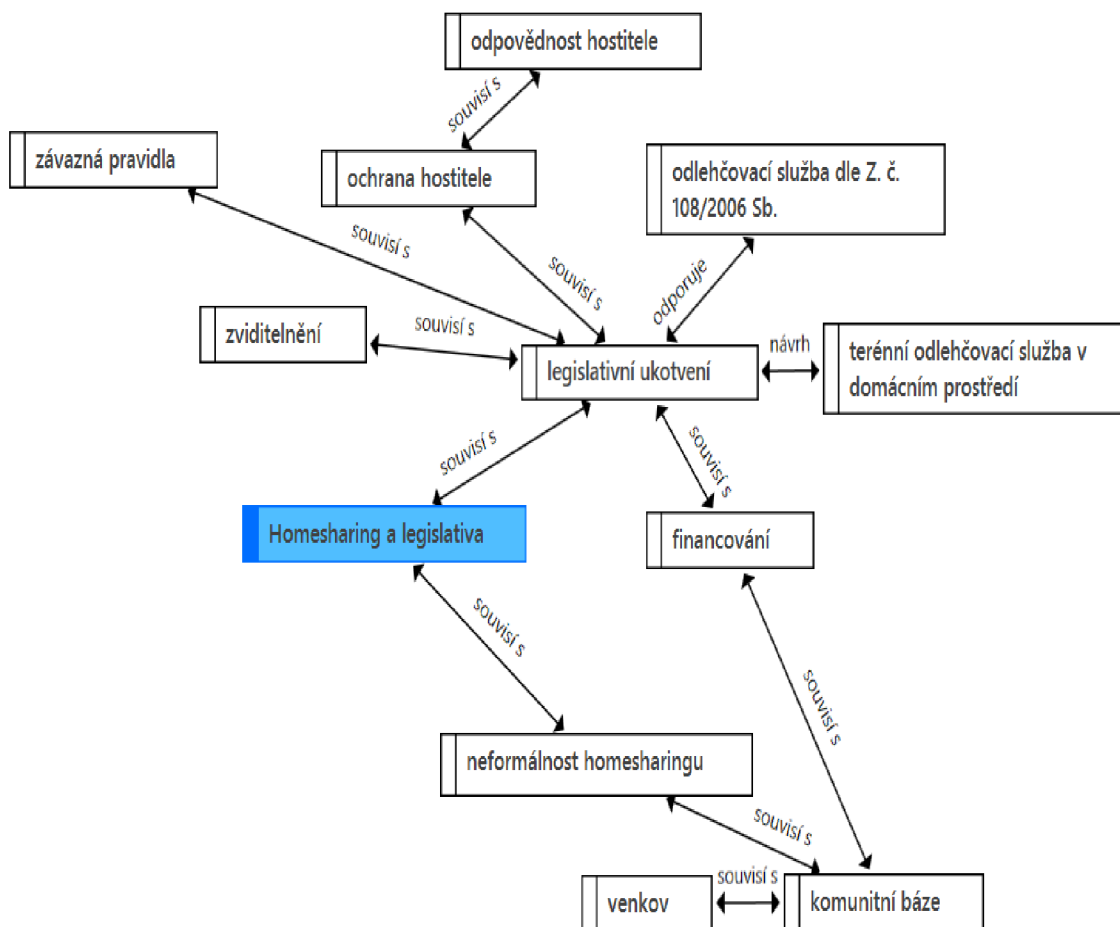 odpovědnost hostitele
souvisí s
závazná pravidla
ochrana hostitele
odlehčovací služba dle Z. č.
108/2006 Sb.
souvisí s
souvisí s
odporuje
zviditelnění
souvisí s
legislativní ukotvení
návrh
terénní odlehčovací služba v
domácním prostředí
souvisí s
souvisí s
Homesharing a legislativa
financování
souvisí s
souvisí s
neformálnost homesharingu
souvisí s
venkov
souvisí s
komunitní báze